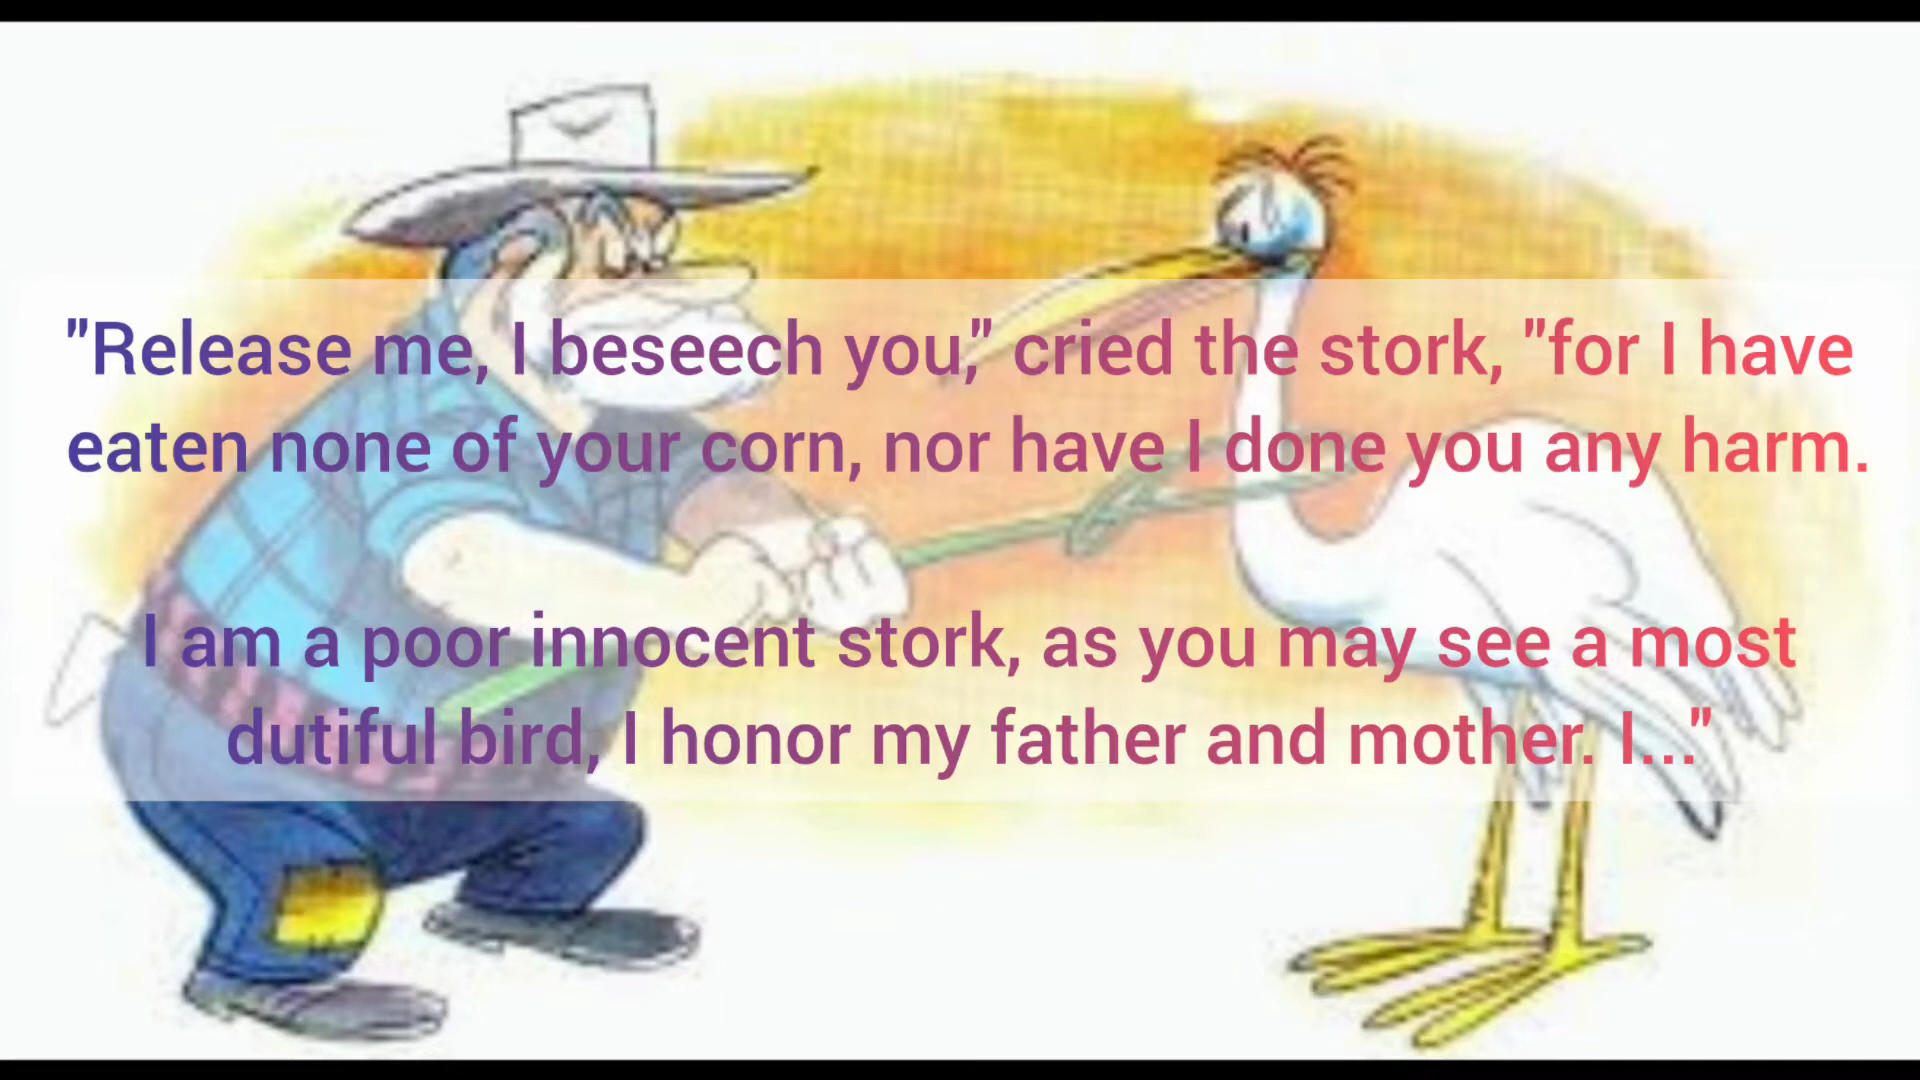 "Release me, I beseech you," cried the stork, "for I have
eaten none of your corn, nor have I done you any harm.
I am a poor innocent stork, as you may see a most
dutiful bird, I honor my father and mother. I..."